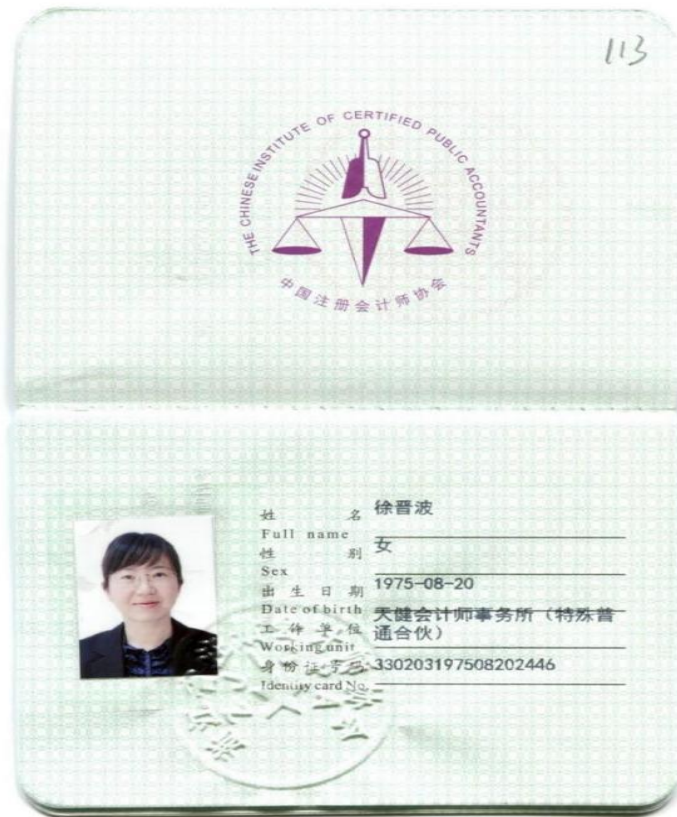 113
THE CHINESE INSTITUTE OF CERTIFIED PUBLIC ACCOUNTANTS
中国注册会计师协会
姓 名 徐晋波
Full name
性 别 女
Sex
出生日期 1975-08-20
Date of birth
工作单位 天健会计师事务所（特殊普
通合伙）
Working unit
身份证号码 330203197508202446
Identity card No.